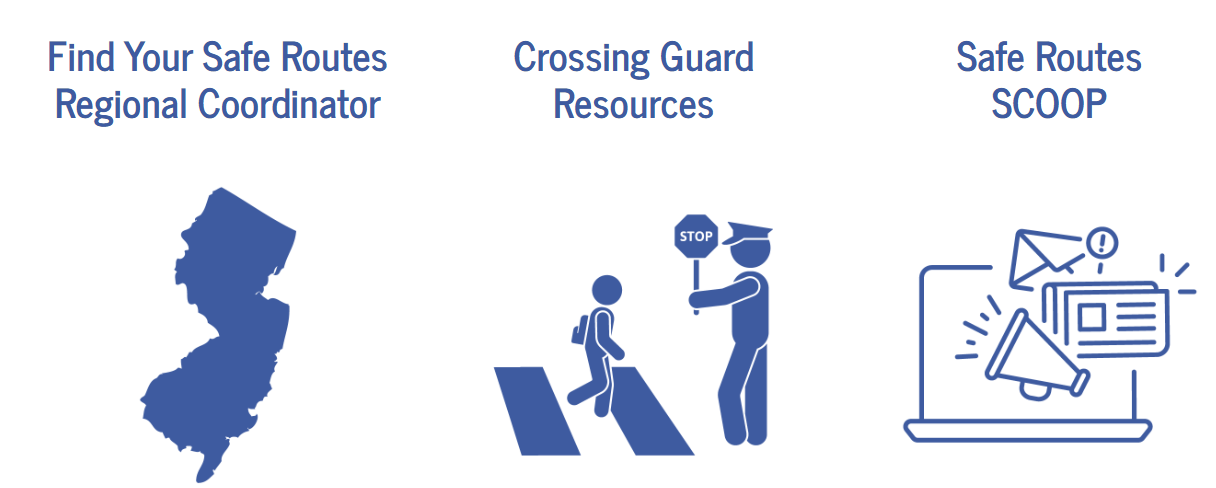 Find Your Safe Routes
Regional Coordinator
Crossing Guard
Resources
Safe Routes
SCOOP
STOP